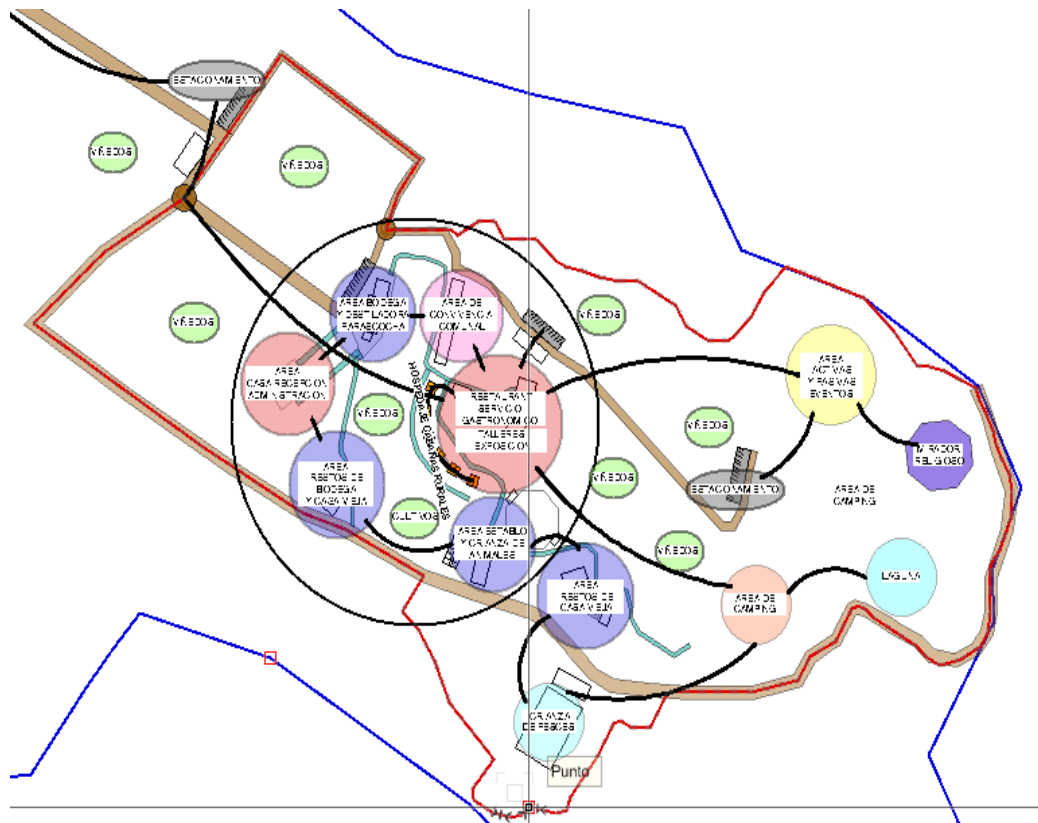 ESTACIONAMIENTO
VIÑEDOS
VIÑEDOS
VIÑEDOS
AREA BODEGA
Y DESTILADORA
PARASCOCHA
AREA DE
CONVIVENCIA
COMUNAL
VIÑEDOS
AREA
CASA RECEPCION
ADMINISTRACION
HOSPEDAJE CABAÑAS RURALES
RESTAURANT
SERVICIO
GASTRONOMICO
TALLERES
EXPOSICION
AREA
ACTIVAS
Y PASIVAS
EVENTOS
VIÑEDOS
VIÑEDOS
MIRADOR
RELIGIOSO
AREA
RESTOS DE
BODEGA
Y CASA VIEJA
VIÑEDOS
ESTACIONAMIENTO
AREA DE
CAMPING
CULTIVOS
AREA ESTABLO
Y CRIANZA DE
ANIMALES
VIÑEDOS
AREA
RESTOS DE
CASA VIEJA
AREA DE
CAMPING
LAGUNA
CRIANZA
DE PECES
Punto